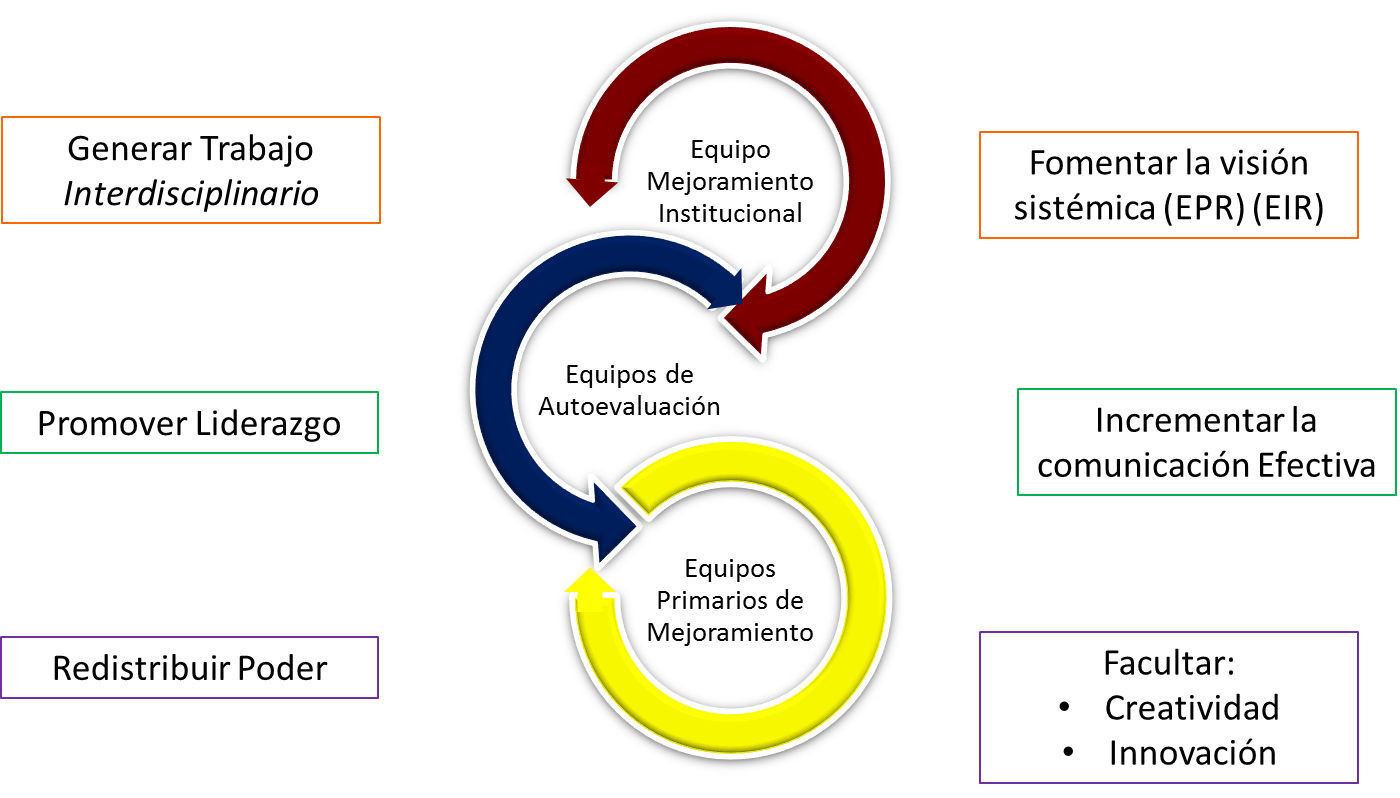 Generar Trabajo
Interdisciplinario
Equipo
Mejoramiento
Institucional
Fomentar la visión
sistémica (EPR) (EIR)
Promover Liderazgo
Equipos de
Autoevaluación
Incrementar la
comunicación Efectiva
Redistribuir Poder
Equipos
Primarios de
Mejoramiento
Facultar:
• Creatividad
• Innovación